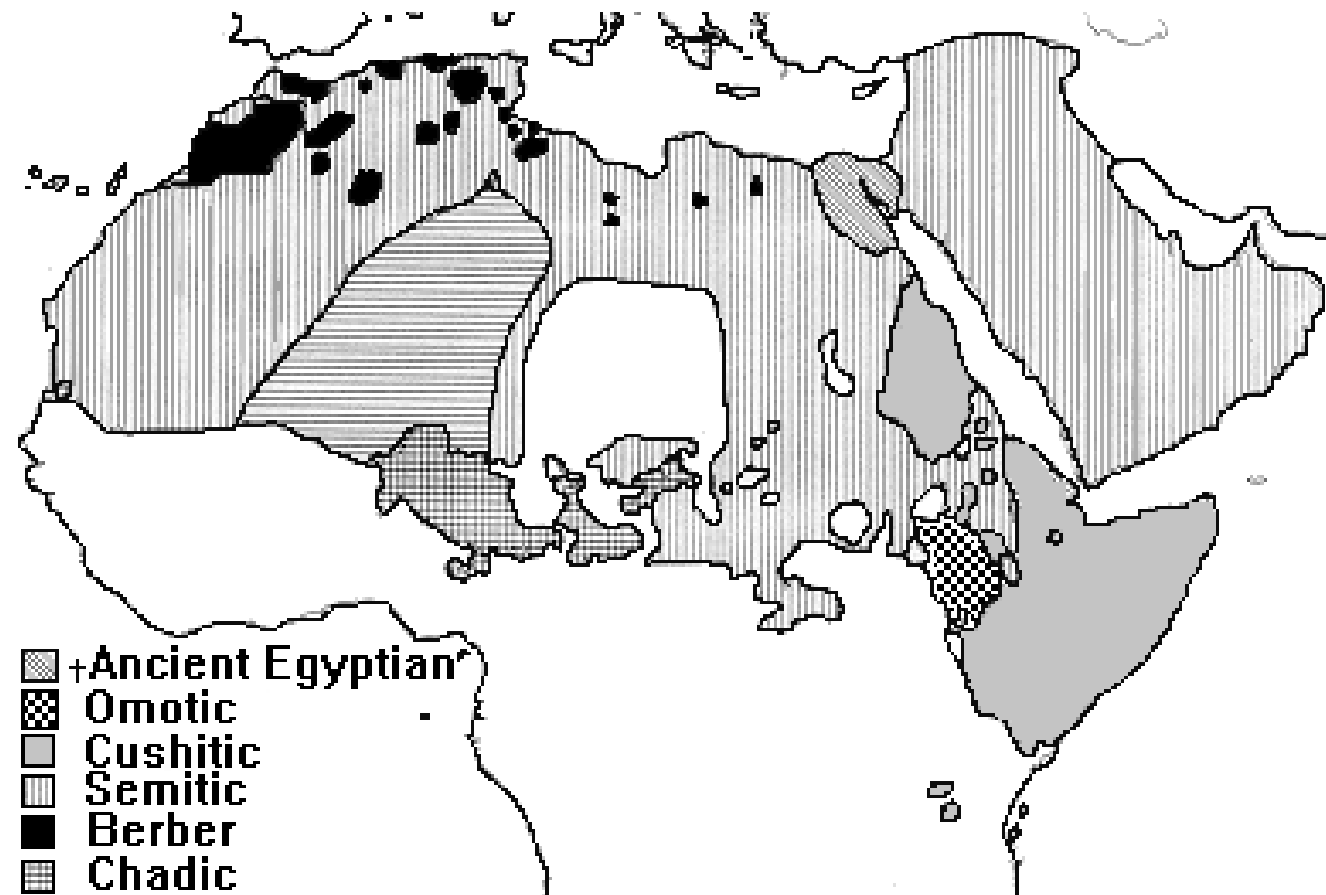 †Ancient Egyptian
Omotic
Cushitic
Semitic
Berber
Chadic